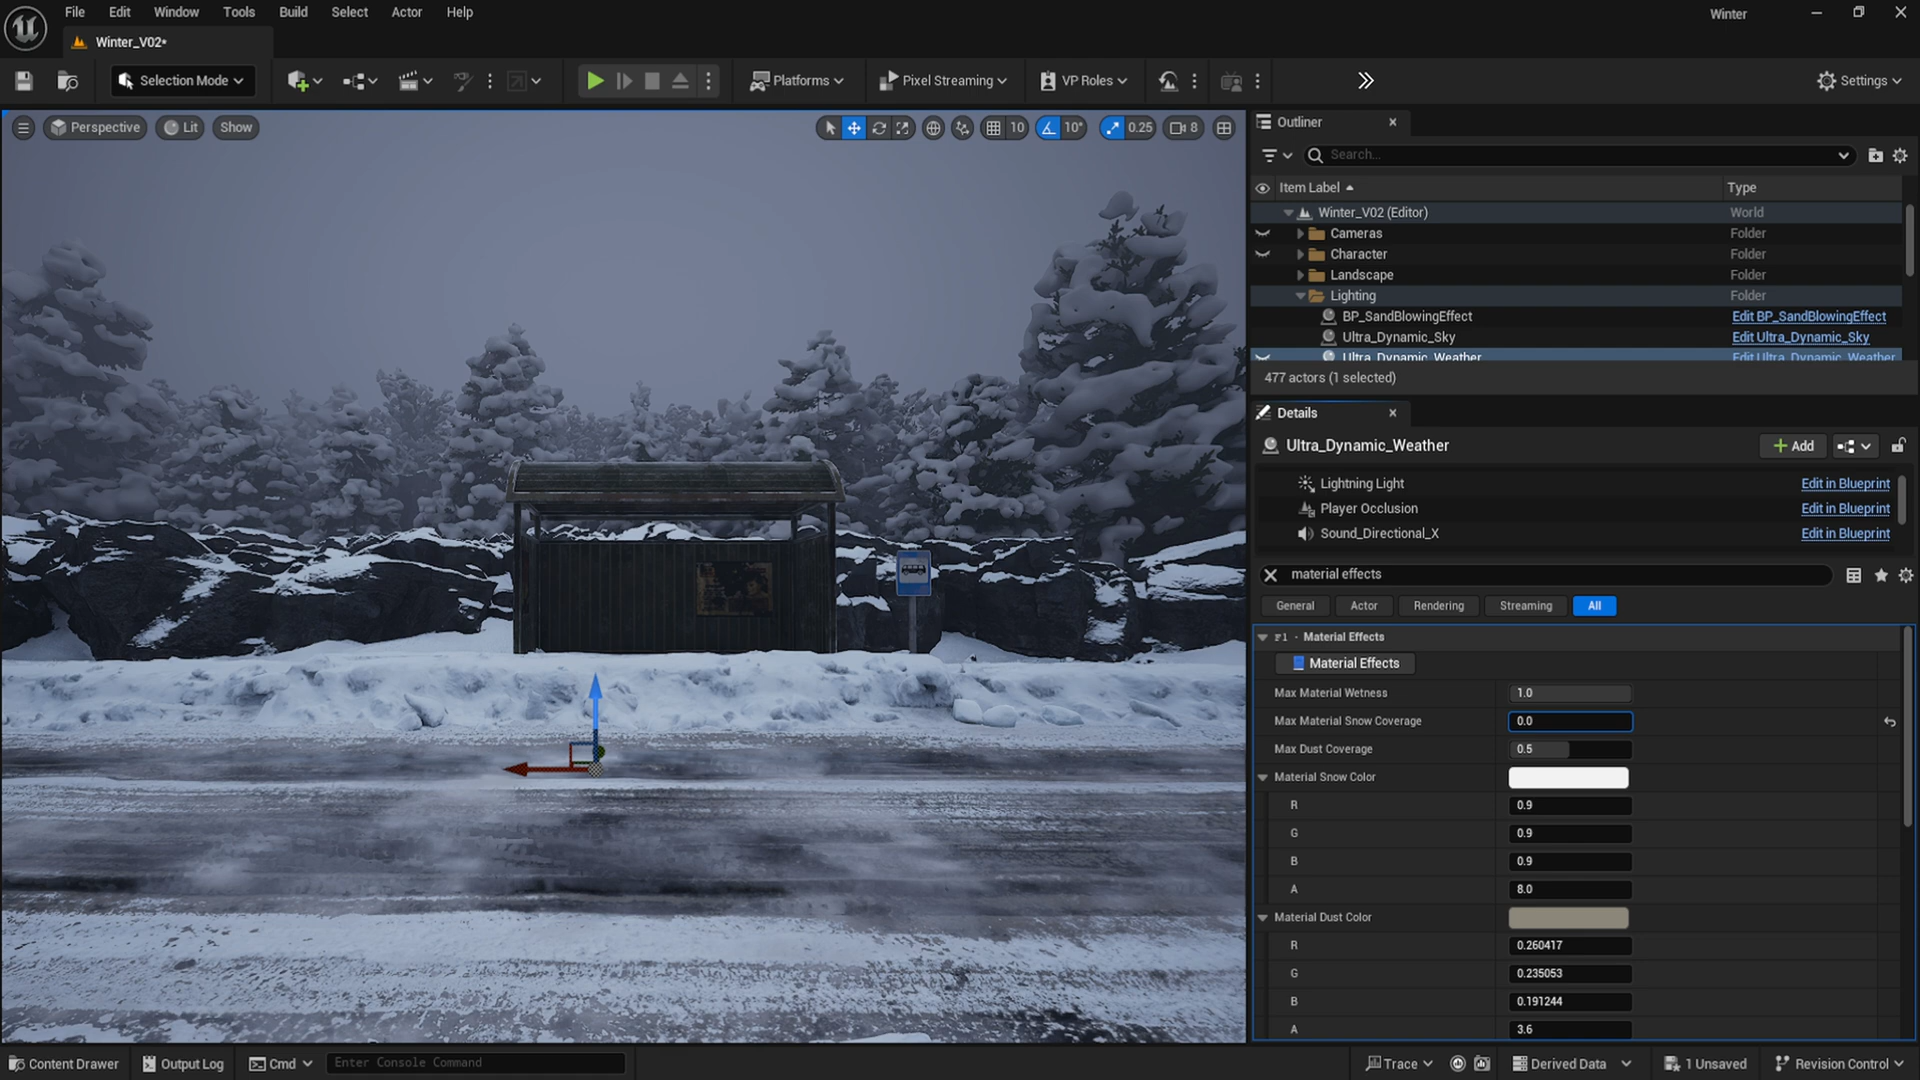 File Edit Window Tools Build Select Actor Help
Winter
Winter_V02*
Selection Mode
Platforms
Pixel Streaming
VP Roles
Settings
Perspective
Lit
Show
10
10°
0.25
8
Outliner
Search...
Item Label
Type
Winter_V02 (Editor)
World
Cameras
Folder
Character
Folder
Landscape
Folder
Lighting
Folder
BP_SandBlowingEffect
Edit BP_SandBlowingEffect
Ultra_Dynamic_Sky
Edit Ultra_Dynamic_Sky
Ultra_Dynamic_Weather
Edit Ultra_Dynamic_Weather
477 actors (1 selected)
Details
Ultra_Dynamic_Weather
Add
Lightning Light
Edit in Blueprint
Player Occlusion
Edit in Blueprint
Sound_Directional_X
Edit in Blueprint
material effects
General
Actor
Rendering
Streaming
All
F1 · Material Effects
Material Effects
Max Material Wetness
1.0
Max Material Snow Coverage
0.0
Max Dust Coverage
0.5
Material Snow Color
R
0.9
G
0.9
B
0.9
A
8.0
Material Dust Color
R
0.260417
G
0.235053
B
0.191244
A
3.6
Content Drawer
Output Log
Cmd
Enter Console Command
Trace
Derived Data
1 Unsaved
Revision Control